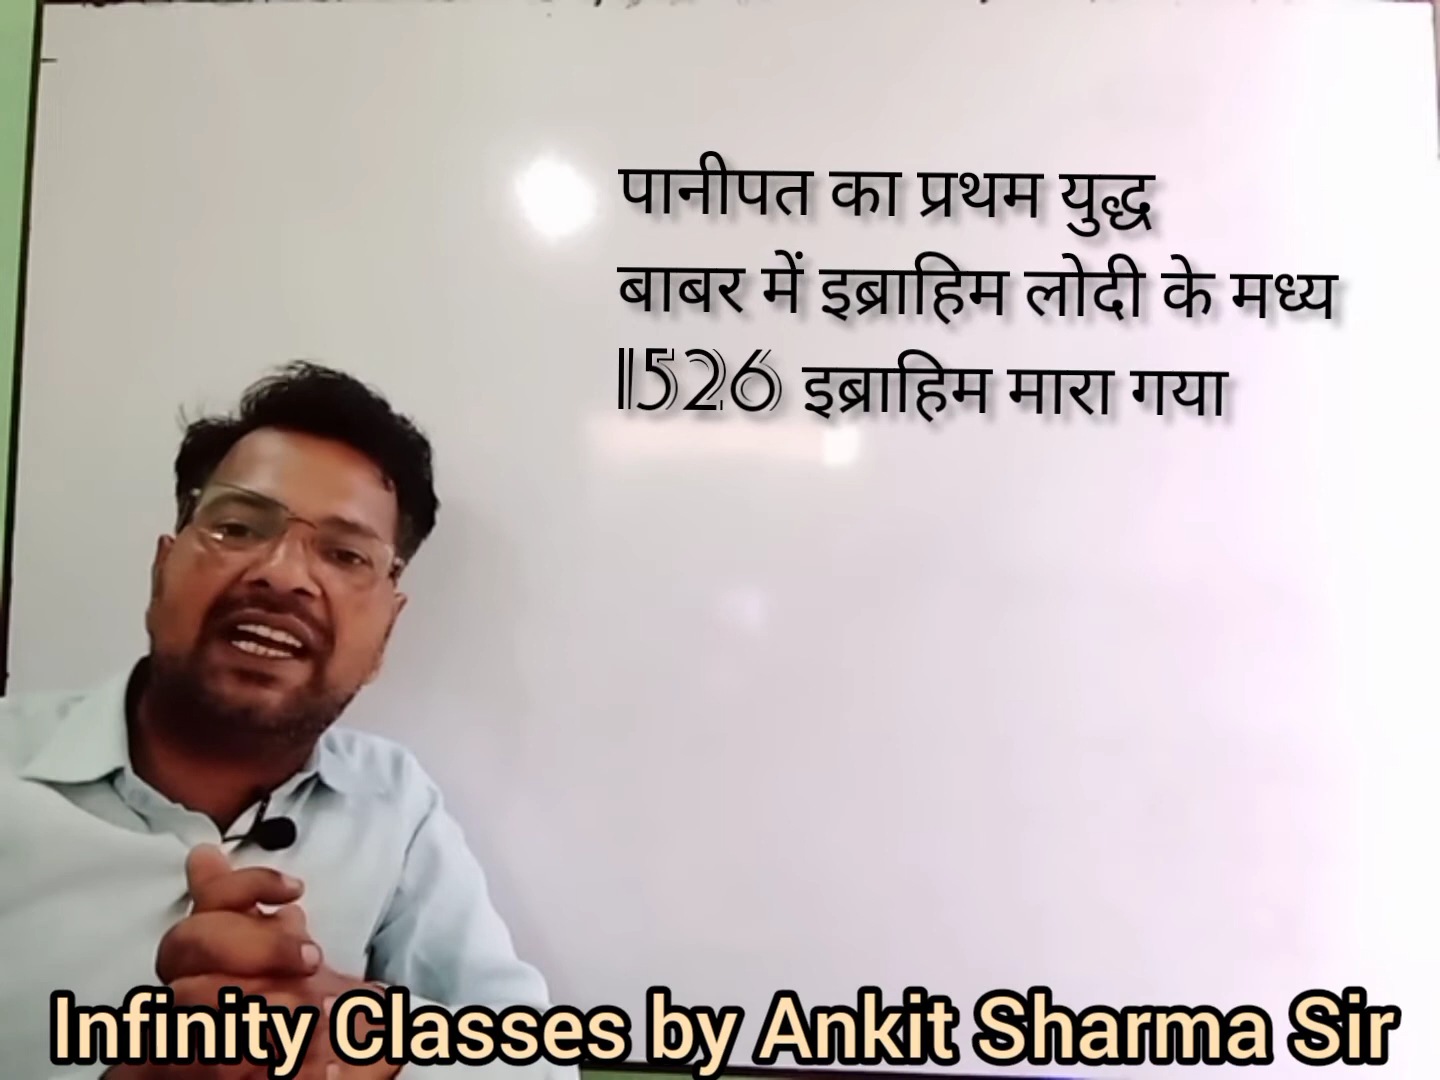 पानीपत का प्रथम युद्ध
बाबर में इब्राहिम लोदी के मध्य
1526 इब्राहिम मारा गया
Infinity Classes by Ankit Sharma Sir